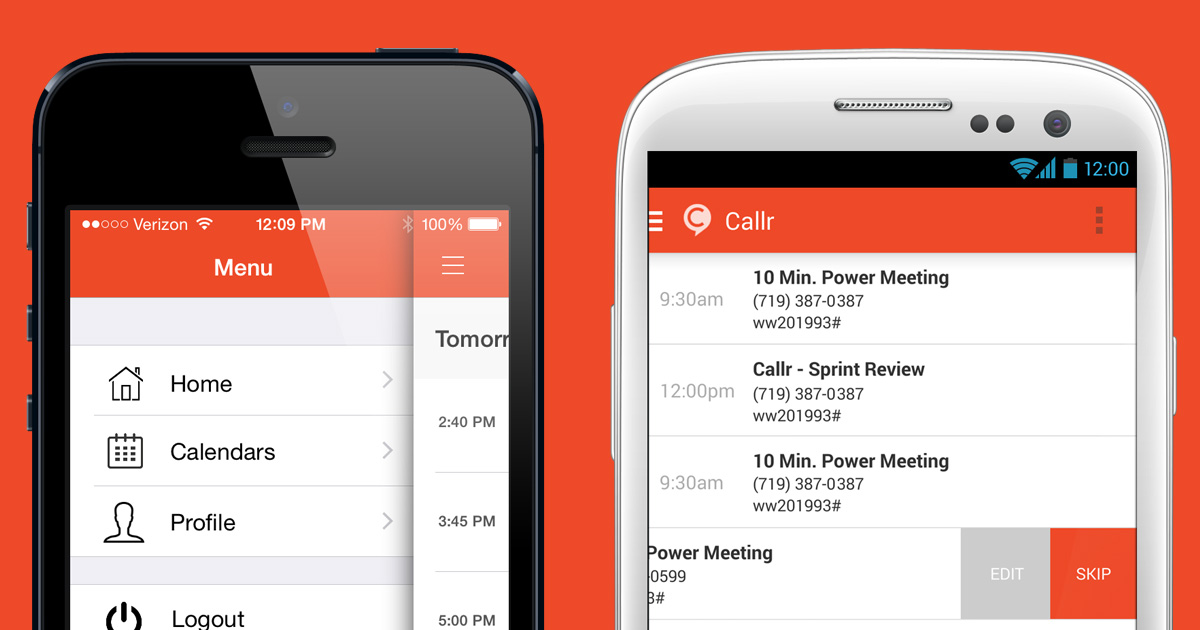 Verizon 12:09 PM 100%
Menu
Home
Calendars
Profile
Logout
Tomorr
2:40 PM
3:45 PM
5:00 PM
12:00
C Callr
9:30am
10 Min. Power Meeting
(719) 387-0387
ww201993#
12:00pm
Callr - Sprint Review
(719) 387-0387
ww201993#
9:30am
10 Min. Power Meeting
(719) 387-0387
ww201993#
Power Meeting
-0599
3#
EDIT
SKIP